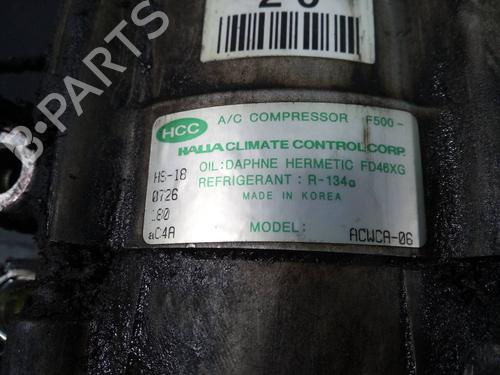 HCC A/C COMPRESSOR F500-
HALLA CLIMATE CONTROL CORP.
OIL:DAPHNE HERMETIC FD46XG
HS-18 REFRIGERANT : R-134a
0726 MADE IN KOREA
aC4A MODEL: ACWCA-06
B-PARTS